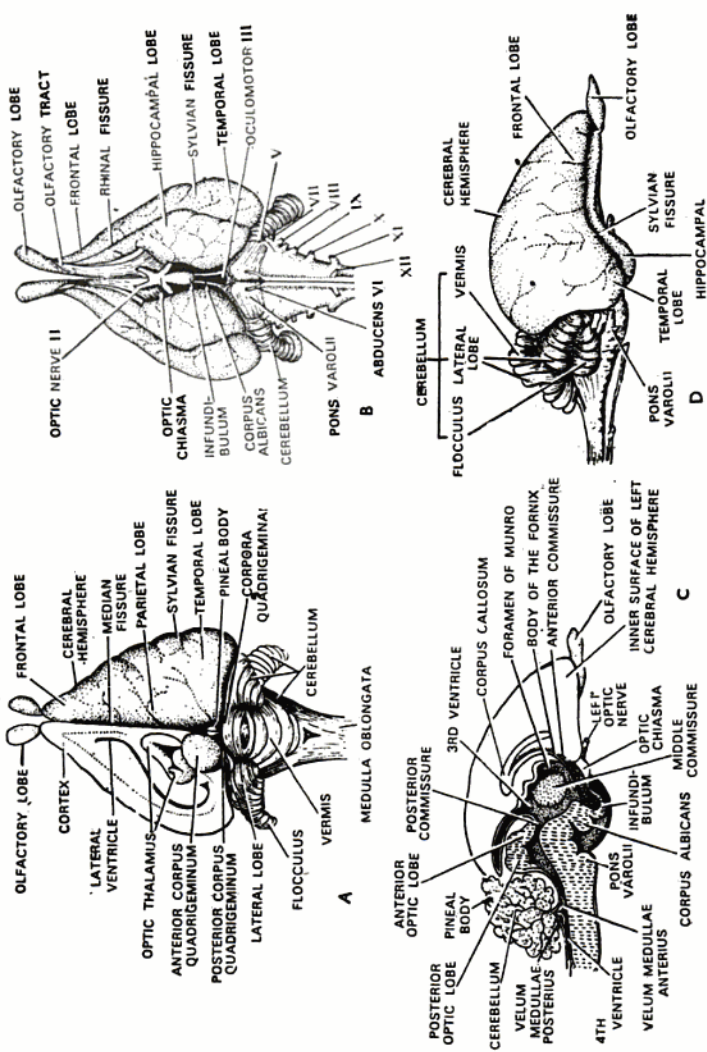 FRONTAL LOBE
OLFACTORY LOBE
CEREBRAL
HEMISPHERE
CORTEX
MEDIAN
FISSURE
LATERAL
VENTRICLE
PARIETAL LOBE
SYLVIAN FISSURE
OPTIC THALAMUS
TEMPORAL LOBE
ANTERIOR CORPUS
QUADRIGEMINUM
PINEAL BODY
POSTERIOR CORPUS
QUADRIGEMINUM
CORPORA
QUADRIGEMINA
LATERAL LOBE
CEREBELLUM
FLOCCULUS
VERMIS
MEDULLA OBLONGATA
A
OLFACTORY LOBE
OLFACTORY TRACT
FRONTAL LOBE
RHINAL FISSURE
OPTIC NERVE II
HIPPOCAMPAL LOBE
SYLVIAN FISSURE
TEMPORAL LOBE
OCULOMOTOR III
OPTIC
CHIASMA
INFUNDI-
BULUM
CORPUS
ALBICANS
CEREBELLUM
V
VII
VIII
IX
X
XI
XII
PONS VAROLII
ABDUCENS VI
B
POSTERIOR
COMMISSURE
3RD VENTRICLE
CORPUS CALLOSUM
FORAMEN OF MUNRO
BODY OF THE FORNIX
ANTERIOR COMMISSURE
ANTERIOR
OPTIC LOBE
PINEAL
BODY
POSTERIOR
OPTIC LOBE
CEREBELLUM
VELUM
MEDULLAE
POSTERIUS
4TH
VENTRICLE
VELUM MEDULLAE
ANTERIUS
PONS
VAROLII
CORPUS ALBICANS
INFUNDI-
BULUM
MIDDLE
COMMISSURE
OPTIC
CHIASMA
LEFT
OPTIC
NERVE
OLFACTORY LOBE
INNER SURFACE OF LEFT
CEREBRAL HEMISPHERE
C
CEREBELLUM
FLOCCULUS
LATERAL
LOBE
VERMIS
CEREBRAL
HEMISPHERE
FRONTAL LOBE
OLFACTORY LOBE
SYLVIAN
FISSURE
HIPPOCAMPAL
TEMPORAL
LOBE
PONS
VAROLII
D